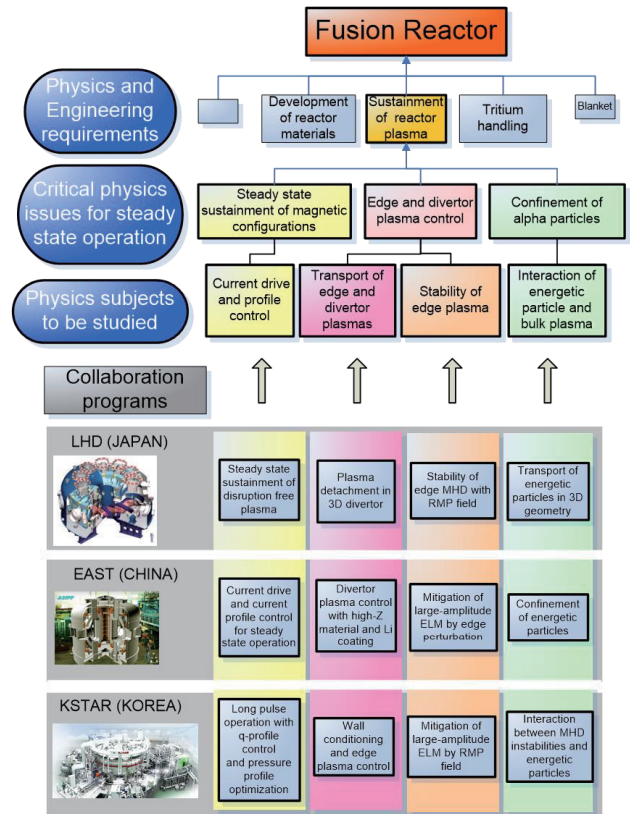 Fusion Reactor
Physics and
Engineering
requirements
Development
of reactor
materials
Sustainment
of reactor
plasma
Tritium
handling
Blanket
Critical physics
issues for steady
state operation
Steady state
sustainment of magnetic
configurations
Edge and divertor
plasma control
Confinement
of alpha particles
Physics subjects
to be studied
Current drive
and profile
control
Transport of
edge and
divertor
plasmas
Stability of
edge plasma
Interaction of
energetic
particle and
bulk plasma
Collaboration
programs
LHD (JAPAN)
Steady state
sustainment of
disruption free
plasma
Plasma
detachment in
3D divertor
Stability of
edge MHD with
RMP field
Transport of
energetic
particles in 3D
geometry
EAST (CHINA)
Current drive
and current
profile control
for steady
state operation
Divertor
plasma control
with high-Z
material and Li
coating
Mitigation of
large-amplitude
ELM by edge
perturbation
Confinement
of energetic
particles
KSTAR (KOREA)
Long pulse
operation with
q-profile
control
and pressure
profile
optimization
Wall
conditioning
and edge
plasma control
Mitigation of
large-amplitude
ELM by RMP
field
Interaction
between MHD
instabilities and
energetic
particles